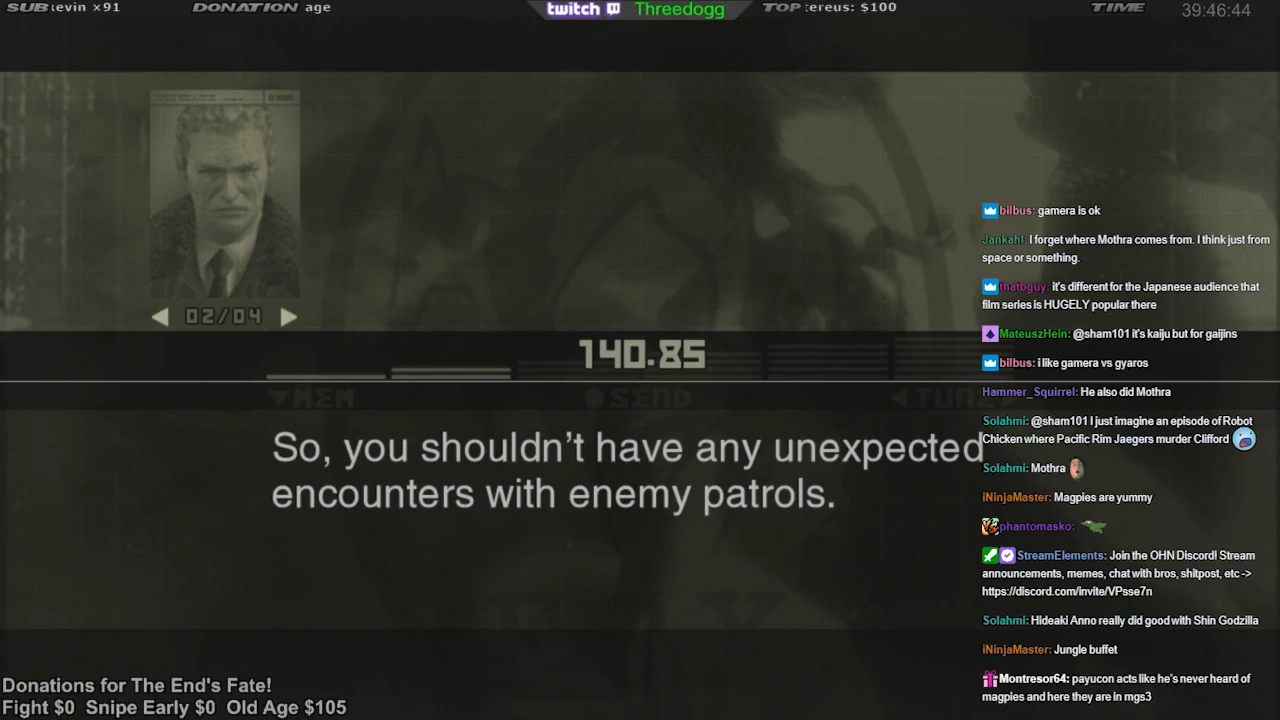 SUB kevin ×91
DONATION age
twitch Threedogg
TOP tereus: $100
TIME 39:46:44
02/04
140.85
MEM
SEND
TUNE
So, you shouldn't have any unexpected
encounters with enemy patrols.
bilbus: gamera is ok
Jankahl: I forget where Mothra comes from. I think just from
space or something.
thatbguy: it's different for the Japanese audience that
film series is HUGELY popular there
MateuszHein: @sham101 it's kaiju but for gaijins
bilbus: i like gamera vs gyaros
Hammer_Squirrel: He also did Mothra
Solahmi: @sham101 I just imagine an episode of Robot
Chicken where Pacific Rim Jaegers murder Clifford
Solahmi: Mothra
iNinjaMaster: Magpies are yummy
phantomasko:
StreamElements: Join the OHN Discord! Stream
announcements, memes, chat with bros, shitpost, etc ->
https://discord.com/invite/VPsse7n
Solahmi: Hideaki Anno really did good with Shin Godzilla
iNinjaMaster: Jungle buffet
Montresor64: payucon acts like he's never heard of
magpies and here they are in mgs3
Donations for The End's Fate!
Fight $0 Snipe Early $0 Old Age $105